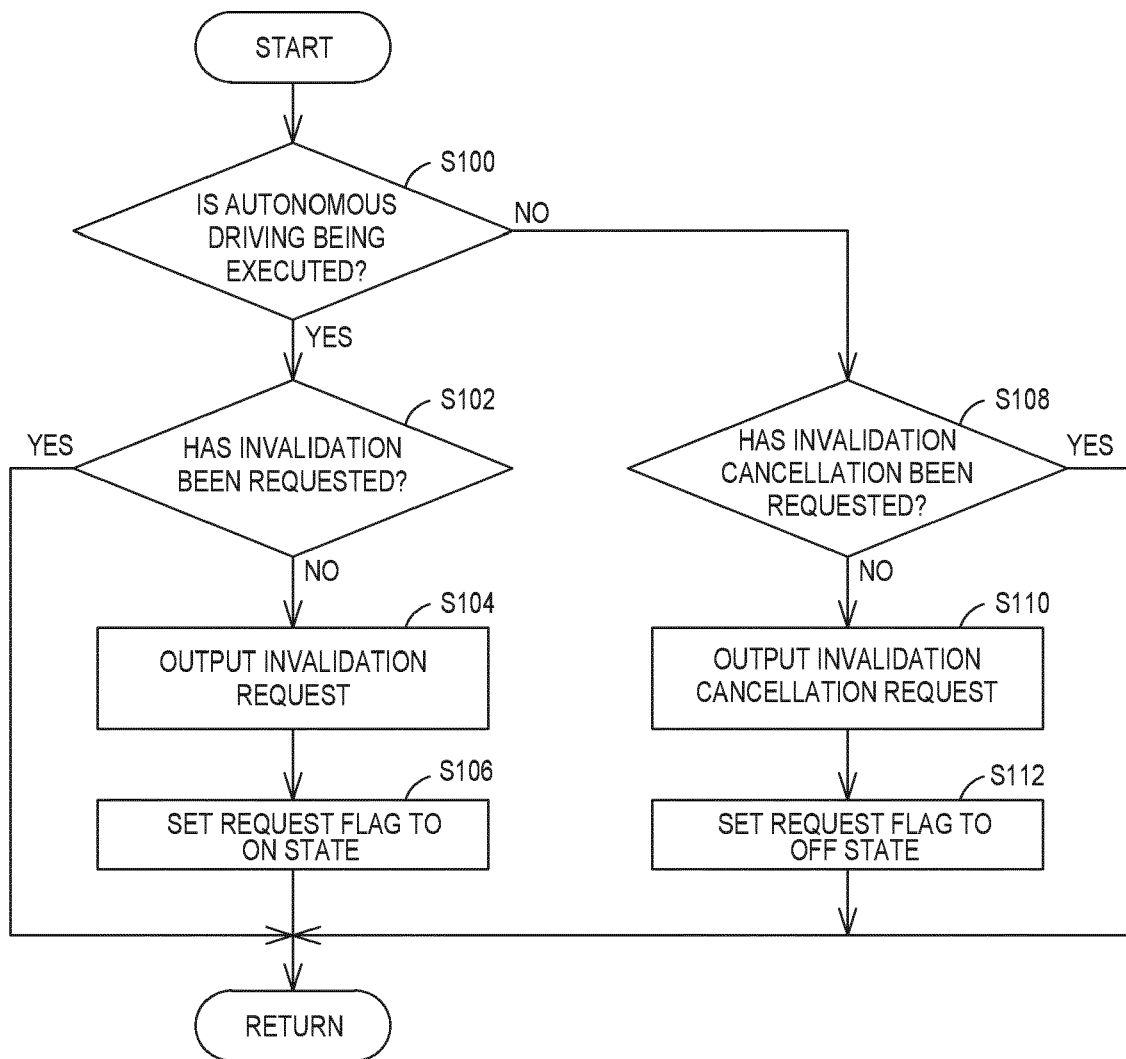 START
S100
IS AUTONOMOUS
DRIVING BEING
EXECUTED?
NO
YES
S102
YES
HAS INVALIDATION
BEEN REQUESTED?
NO
S104
OUTPUT INVALIDATION
REQUEST
S106
SET REQUEST FLAG TO
ON STATE
S108
HAS INVALIDATION
CANCELLATION BEEN
REQUESTED?
YES
NO
S110
OUTPUT INVALIDATION
CANCELLATION REQUEST
S112
SET REQUEST FLAG TO
OFF STATE
RETURN